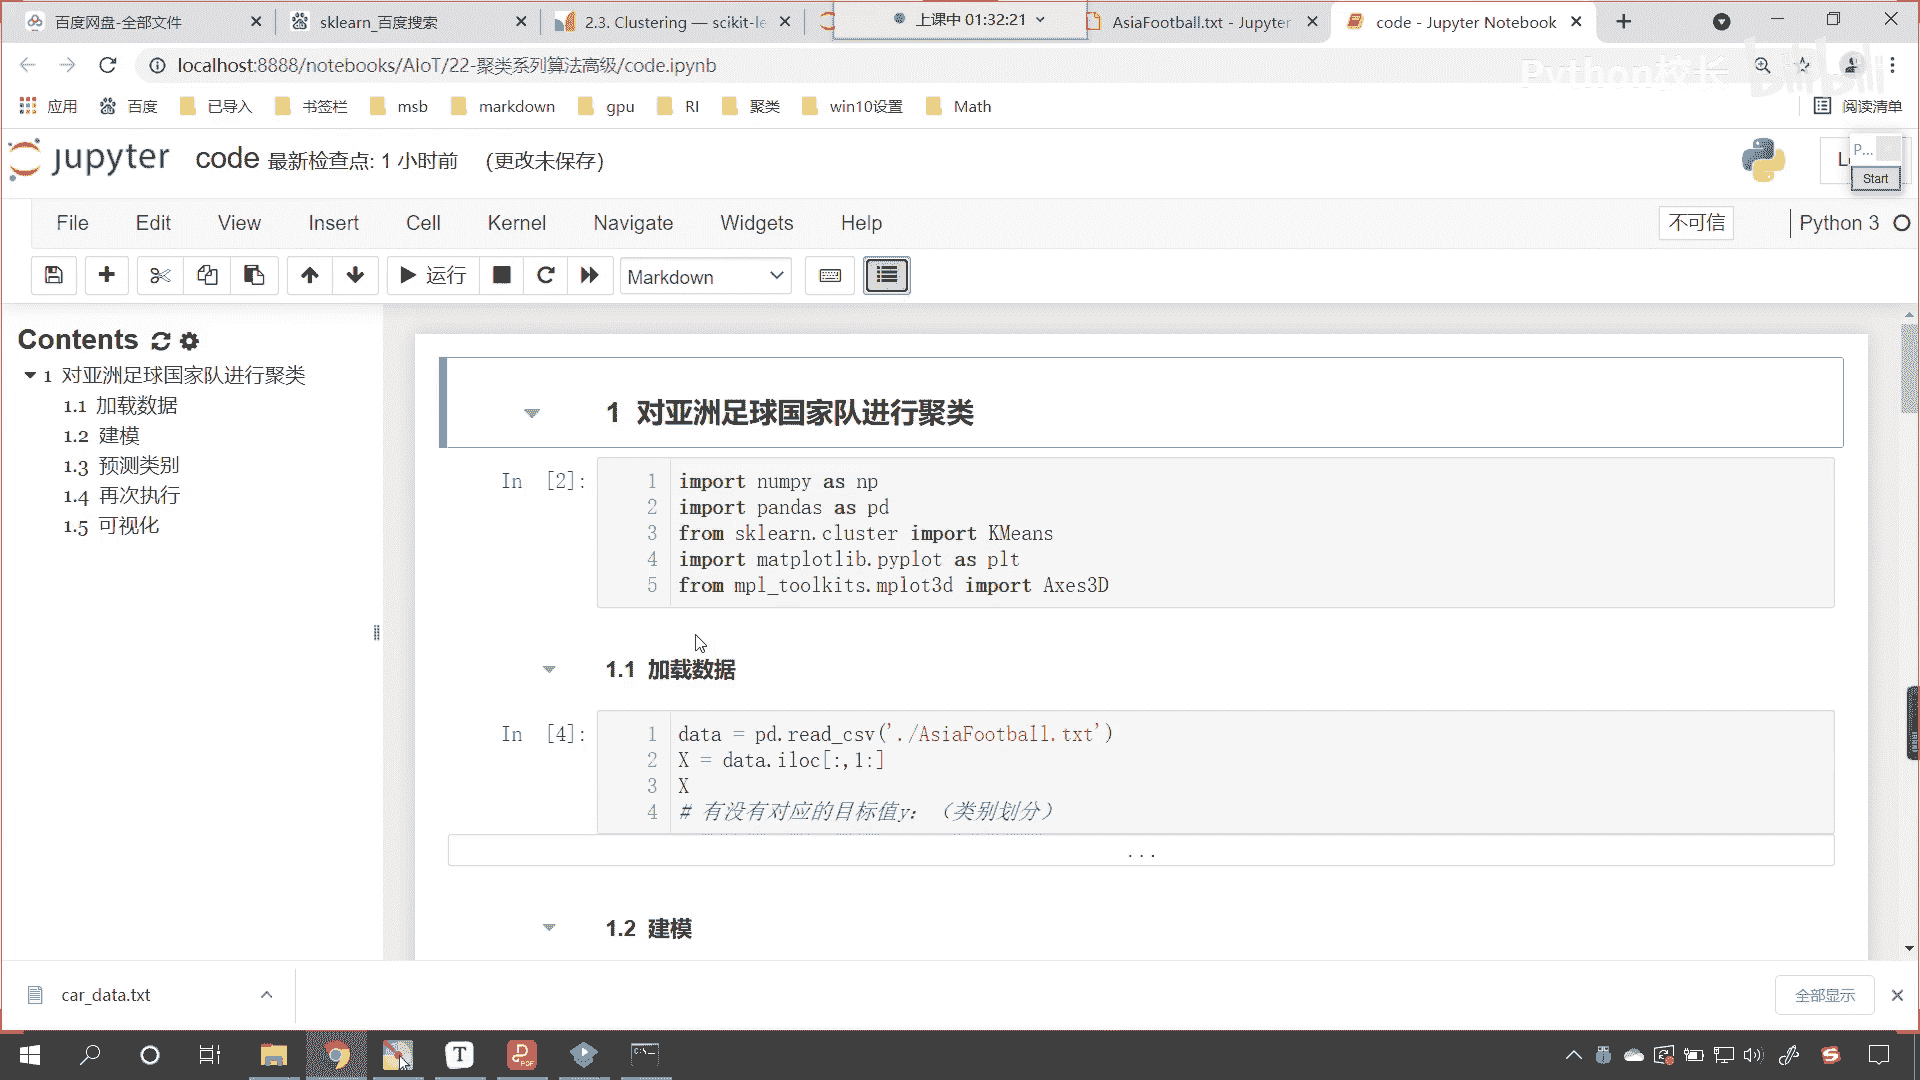 百度网盘-全部文件
sklearn_百度搜索
2.3. Clustering — scikit-le
上课中 01:32:21
AsiaFootball.txt - Jupyter
code - Jupyter Notebook
localhost:8888/notebooks/AIoT/22-聚类系列算法高级/code.ipynb
Python校长
bilibili
应用
百度
已导入
书签栏
msb
markdown
gpu
RI
聚类
win10设置
Math
阅读清单
jupyter
code 最新检查点: 1 小时前 (更改未保存)
P...
Start
File
Edit
View
Insert
Cell
Kernel
Navigate
Widgets
Help
不可信
Python 3
运行
Markdown
Contents
1 对亚洲足球国家队进行聚类
1.1 加载数据
1.2 建模
1.3 预测类别
1.4 再次执行
1.5 可视化
1 对亚洲足球国家队进行聚类
In [2]:
1 import numpy as np
2 import pandas as pd
3 from sklearn.cluster import KMeans
4 import matplotlib.pyplot as plt
5 from mpl_toolkits.mplot3d import Axes3D
1.1 加载数据
In [4]:
1 data = pd.read_csv('./AsiaFootball.txt')
2 X = data.iloc[:,1:]
3 X
4 # 有没有对应的目标值y：（类别划分）
...
1.2 建模
car_data.txt
全部显示